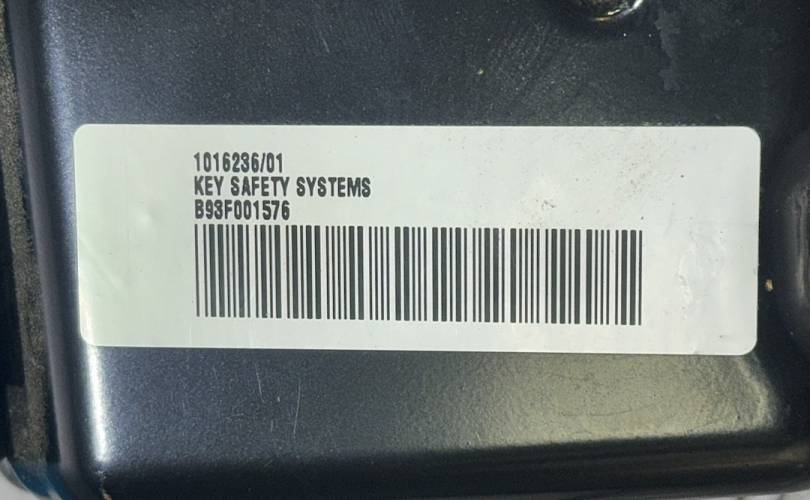 1016236/01
KEY SAFETY SYSTEMS
B93F001576